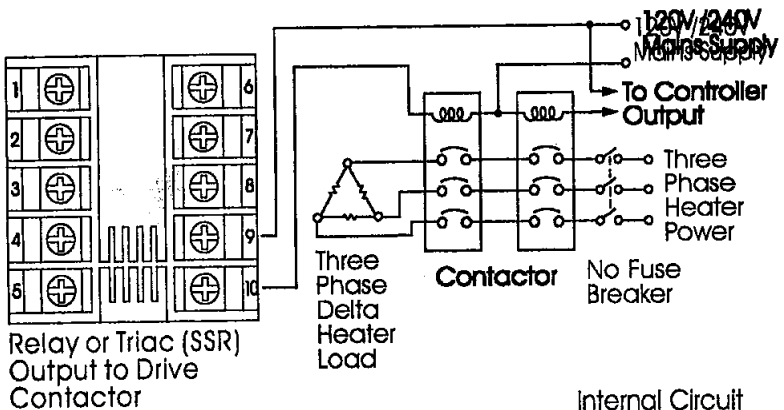 120V /240V
Mains Supply
To Controller
Output
1
6
2
7
3
8
4
9
5
10
Three
Phase
Heater
Power
Three
Phase
Delta
Heater
Load
Contactor
No Fuse
Breaker
Relay or Triac (SSR)
Output to Drive
Contactor
Internal Circuit